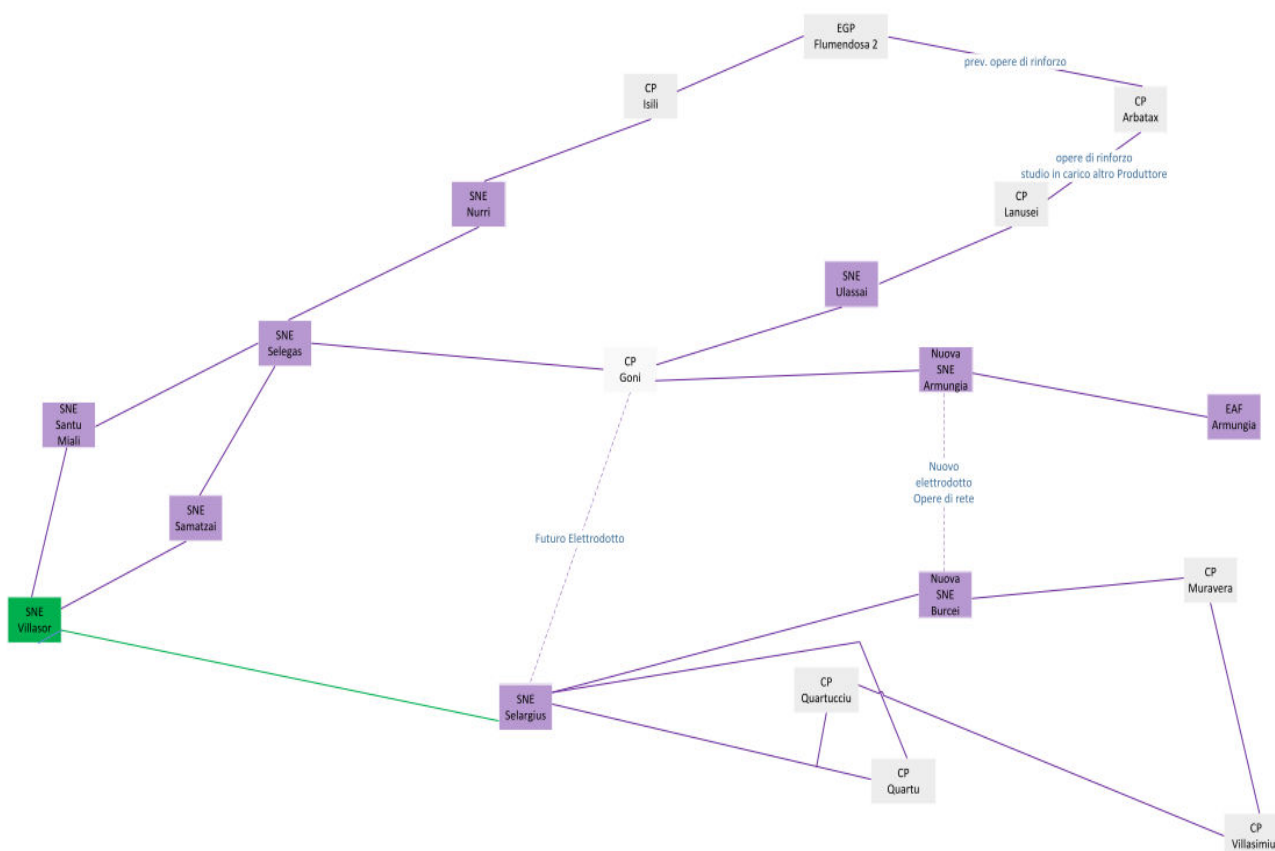 EGP
Flumendosa 2
prev. opere di rinforzo
CP
Isili
CP
Arbatax
opere di rinforzo
studio in carico altro Produttore
SNE
Nurri
CP
Lanusei
SNE
Ulassai
SNE
Selegas
CP
Goni
Nuova
SNE
Armungia
SNE
Santu
Miali
EAF
Armungia
Nuovo
elettrodotto
Opere di rete
SNE
Samatzai
Futuro Elettrodotto
Nuova
SNE
Burcei
CP
Muravera
SNE
Villasor
SNE
Selargius
CP
Quartucciu
CP
Quartu
CP
Villasimiu